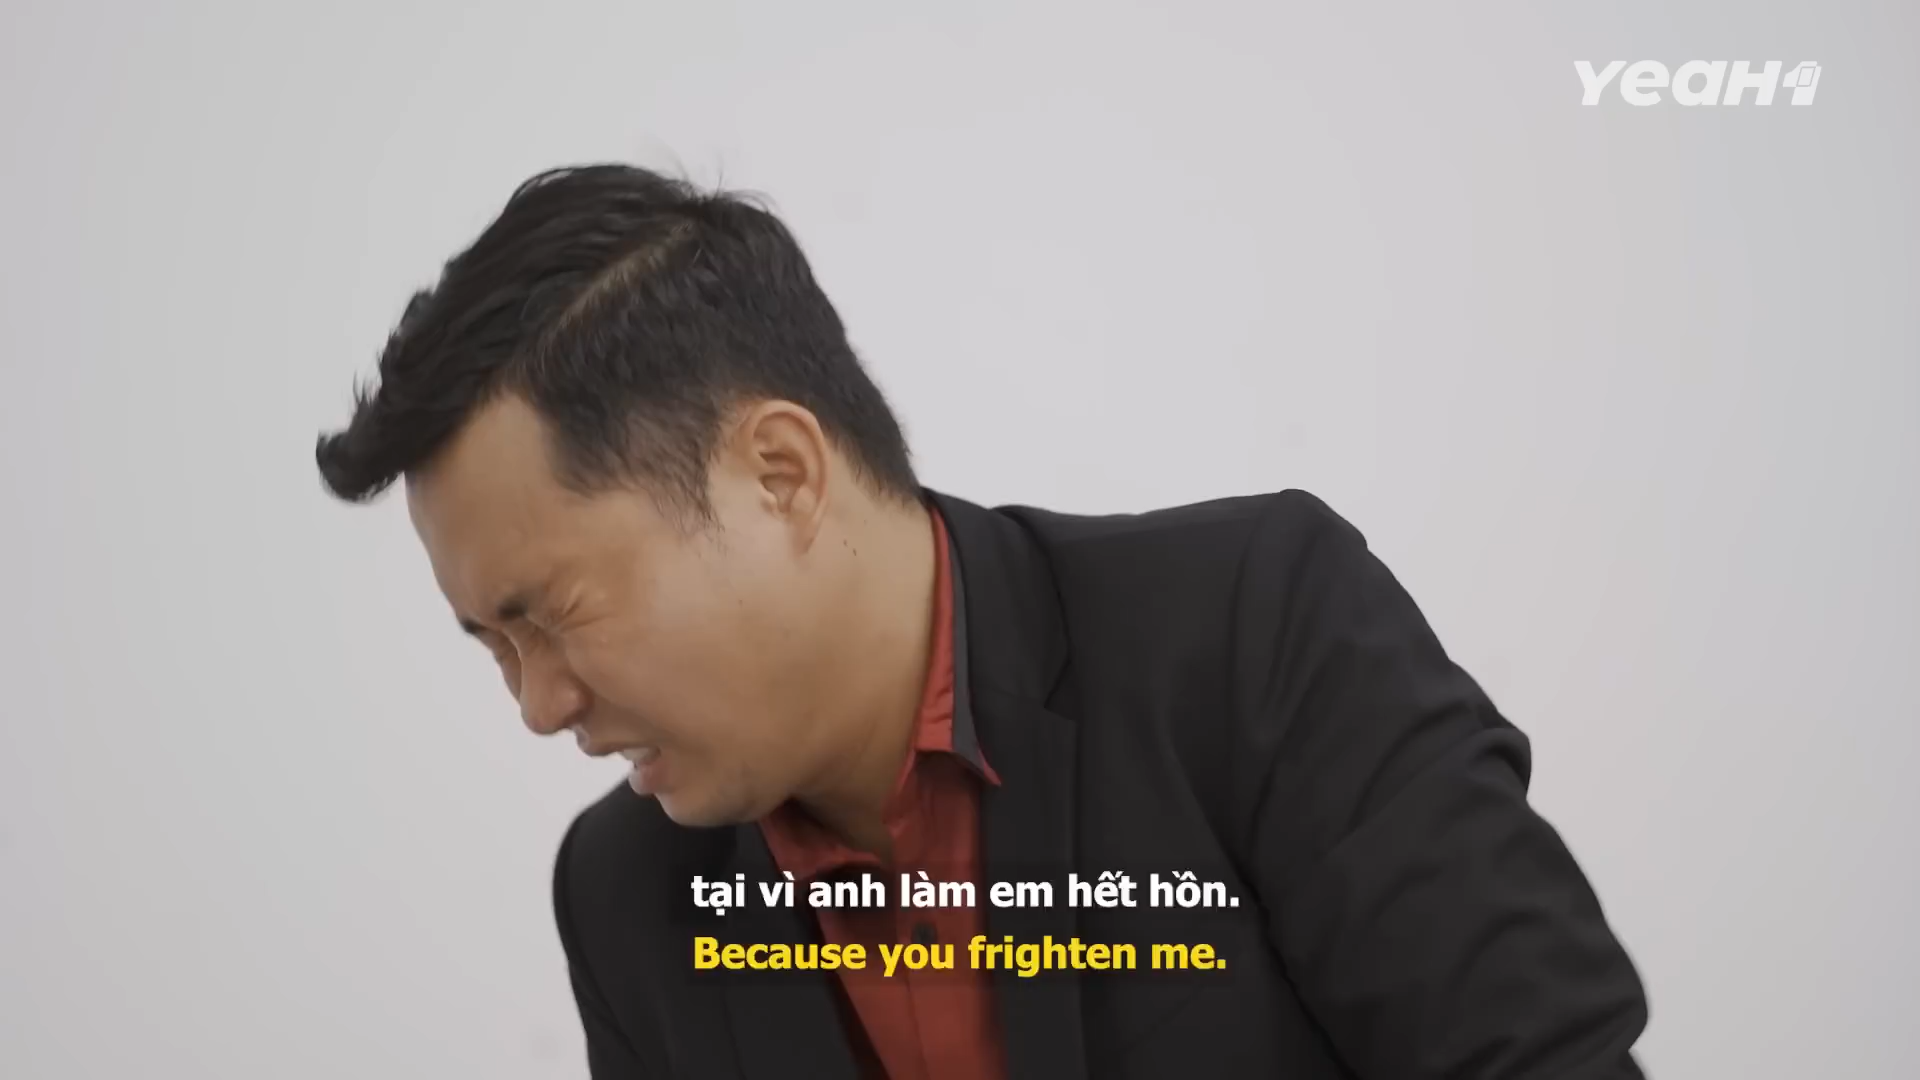 YEAH1
tại vì anh làm em hết hồn.
Because you frighten me.